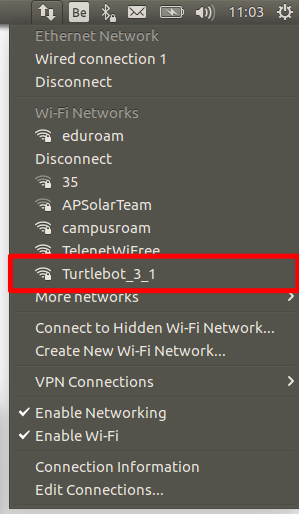 Be 11:03
Ethernet Network
Wired connection 1
Disconnect
Wi-Fi Networks
eduroam
Disconnect
35
APSolarTeam
campusroam
TelenetWiFree
Turtlebot_3_1
More networks
Connect to Hidden Wi-Fi Network...
Create New Wi-Fi Network...
VPN Connections
Enable Networking
Enable Wi-Fi
Connection Information
Edit Connections...